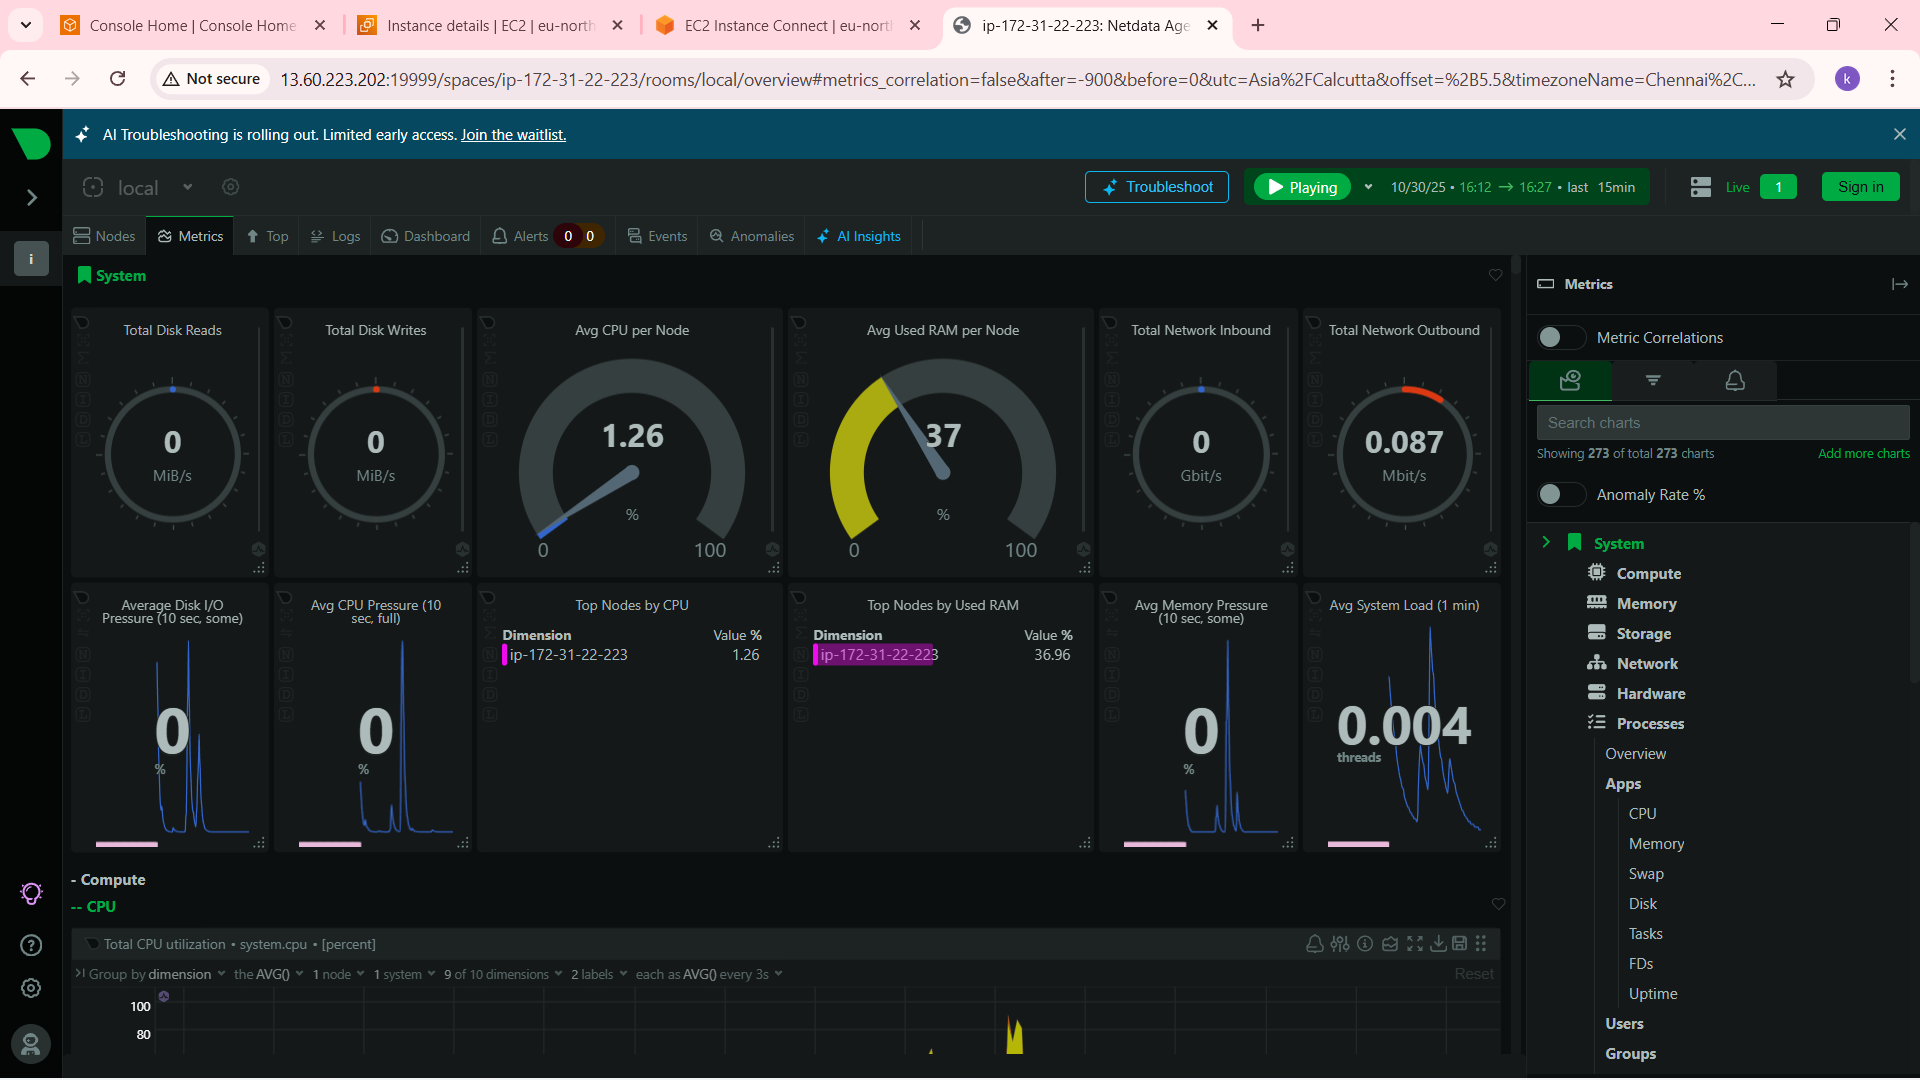 Console Home | Console Home
Instance details | EC2 | eu-north
EC2 Instance Connect | eu-nort
ip-172-31-22-223: Netdata Age
Not secure
13.60.223.202:19999/spaces/ip-172-31-22-223/rooms/local/overview#metrics_correlation=false&after=-900&before=0&utc=Asia%2FCalcutta&offset=%2B5.5&timezoneName=Chennai%2C...
k
AI Troubleshooting is rolling out. Limited early access. Join the waitlist.
local
Troubleshoot
Playing
10/30/25 • 16:12 → 16:27 • last 15min
Live
1
Sign in
i
Nodes
Metrics
Top
Logs
Dashboard
Alerts 0 0
Events
Anomalies
AI Insights
System
Total Disk Reads
0
MiB/s
Total Disk Writes
0
MiB/s
Avg CPU per Node
1.26
%
0 100
Avg Used RAM per Node
37
%
0 100
Total Network Inbound
0
Gbit/s
Total Network Outbound
0.087
Mbit/s
Average Disk I/O
Pressure (10 sec, some)
0
%
Avg CPU Pressure (10
sec, full)
0
%
Top Nodes by CPU
Dimension Value %
ip-172-31-22-223 1.26
Top Nodes by Used RAM
Dimension Value %
ip-172-31-22-223 36.96
Avg Memory Pressure
(10 sec, some)
0
%
Avg System Load (1 min)
0.004
threads
- Compute
-- CPU
Total CPU utilization • system.cpu • [percent]
Group by dimension the AVG() 1 node 1 system 9 of 10 dimensions 2 labels each as AVG() every 3s
Reset
100
80
Metrics
Metric Correlations
Search charts
Showing 273 of total 273 charts
Add more charts
Anomaly Rate %
System
Compute
Memory
Storage
Network
Hardware
Processes
Overview
Apps
CPU
Memory
Swap
Disk
Tasks
FDs
Uptime
Users
Groups